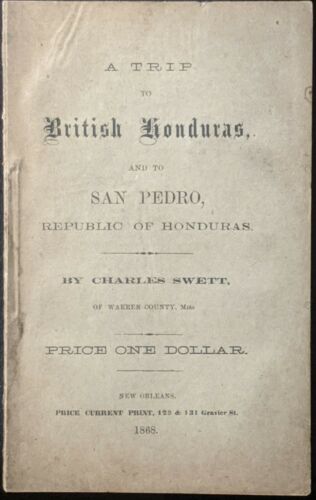 A TRIP
TO
British Honduras,
AND TO
SAN PEDRO,
REPUBLIC OF HONDURAS.
BY CHARLES SWETT,
OF WARREN COUNTY, Miss
PRICE ONE DOLLAR.
NEW ORLEANS.
PRICE CURRENT PRINT, 129 & 131 Gravier St.
1868.